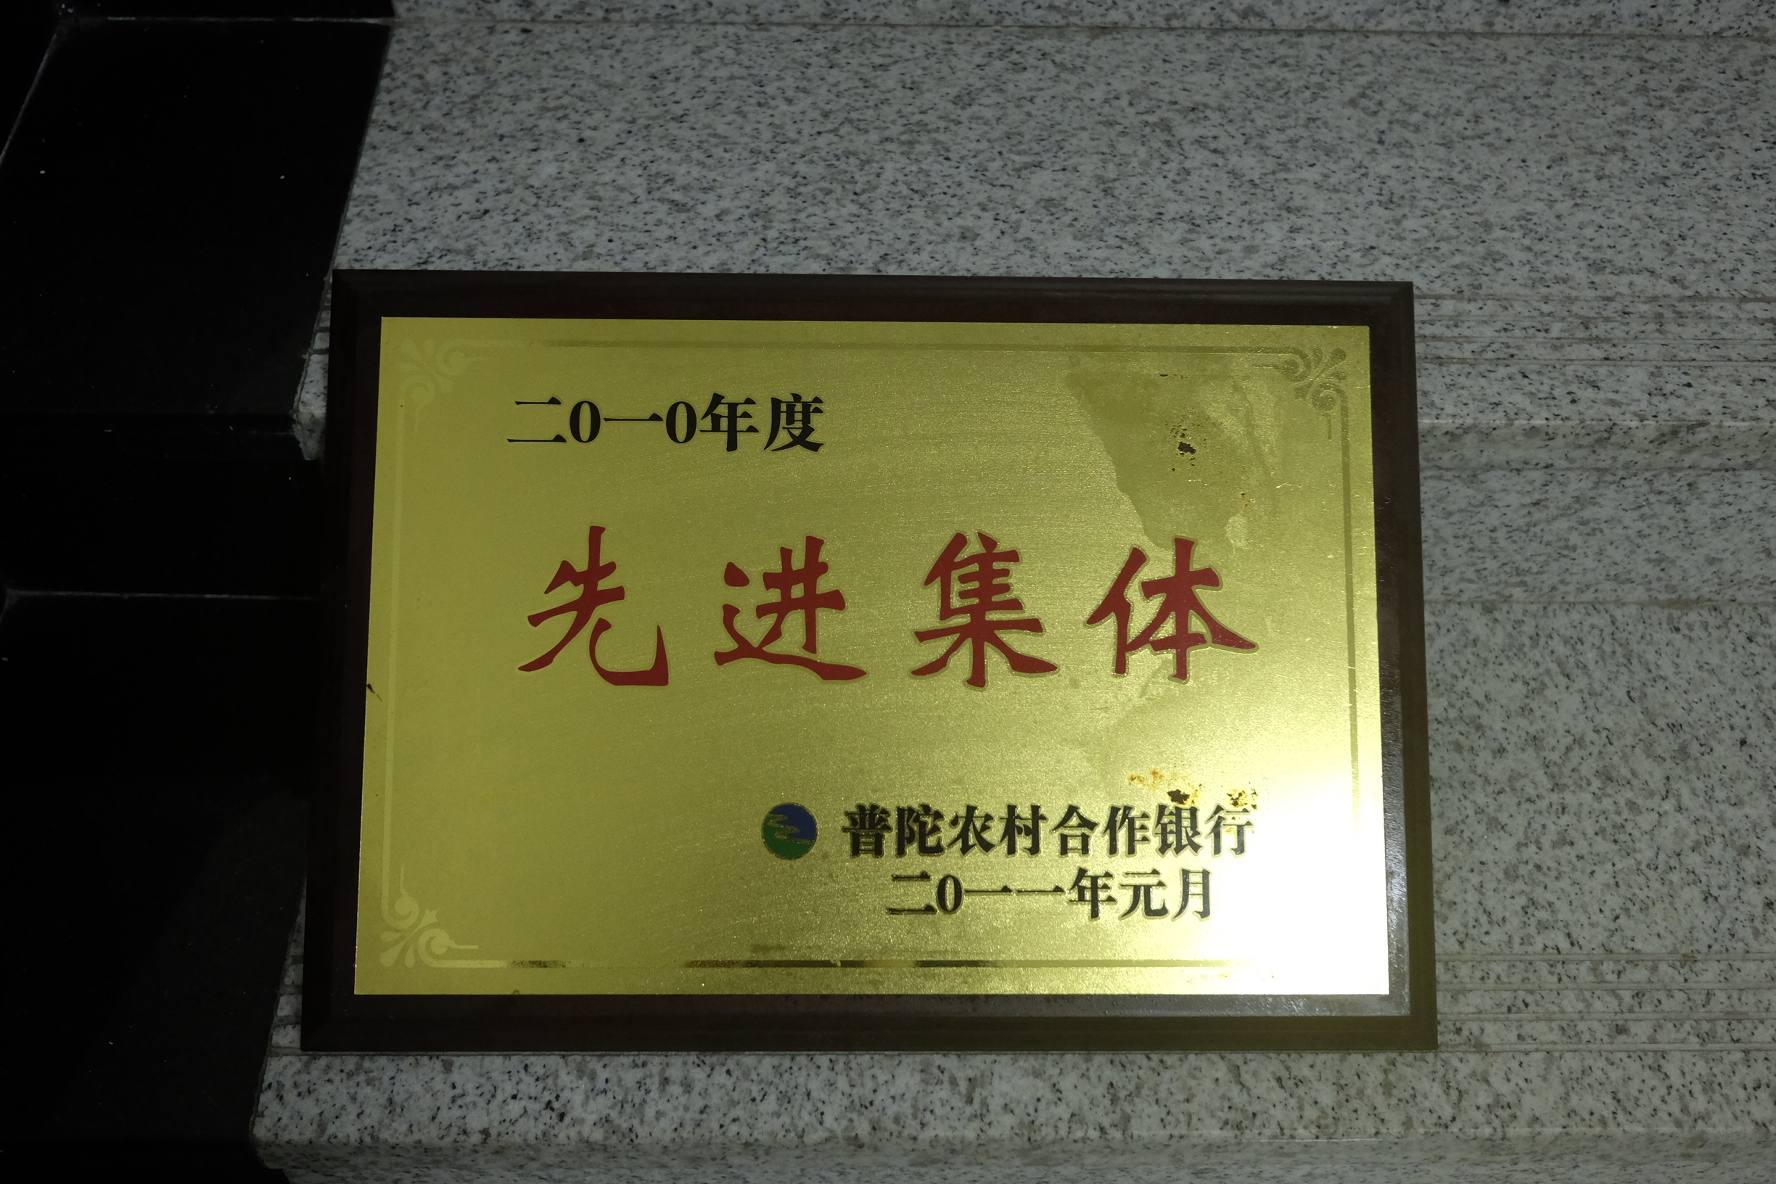 二0一0年度
先进集体
普陀农村合作银行
二0一一年元月